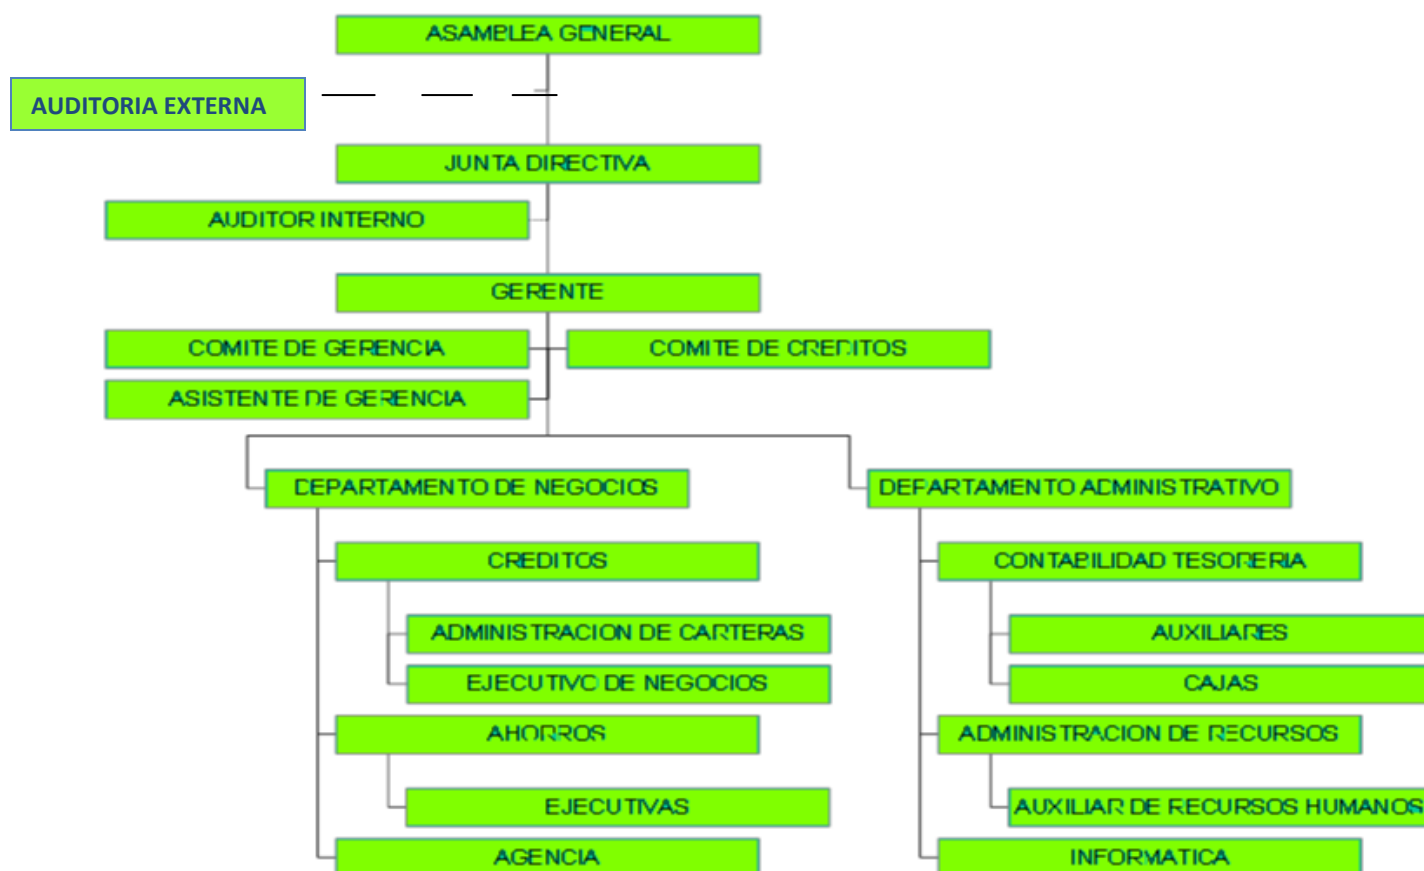 ASAMBLEA GENERAL
AUDITORIA EXTERNA
JUNTA DIRECTIVA
AUDITOR INTERNO
GERENTE
COMITE DE GERENCIA
COMITE DE CREDITOS
ASISTENTE DE GERENCIA
DEPARTAMENTO DE NEGOCIOS
DEPARTAMENTO ADMINISTRATIVO
CREDITOS
CONTABILIDAD TESORERIA
ADMINISTRACION DE CARTERAS
AUXILIARES
EJECUTIVO DE NEGOCIOS
CAJAS
AHORROS
ADMINISTRACION DE RECURSOS
EJECUTIVAS
AUXILIAR DE RECURSOS HUMANOS
AGENCIA
INFORMATICA